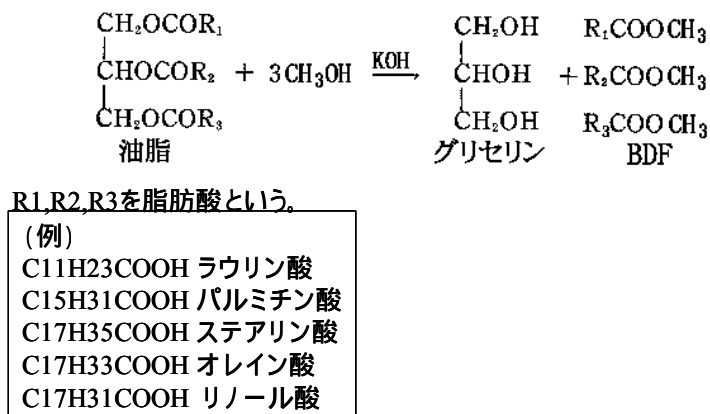 CH₂OCOR₁ CH₂OH R₁COOCH₃
CHOCOR₂ + 3CH₃OH KOH CHOH + R₂COOCH₃
CH₂OCOR₃ CH₂OH R₃COOCH₃
油脂 グリセリン BDF
R1,R2,R3を脂肪酸という。
(例)
C11H23COOH ラウリン酸
C15H31COOH パルミチン酸
C17H35COOH ステアリン酸
C17H33COOH オレイン酸
C17H31COOH リノール酸